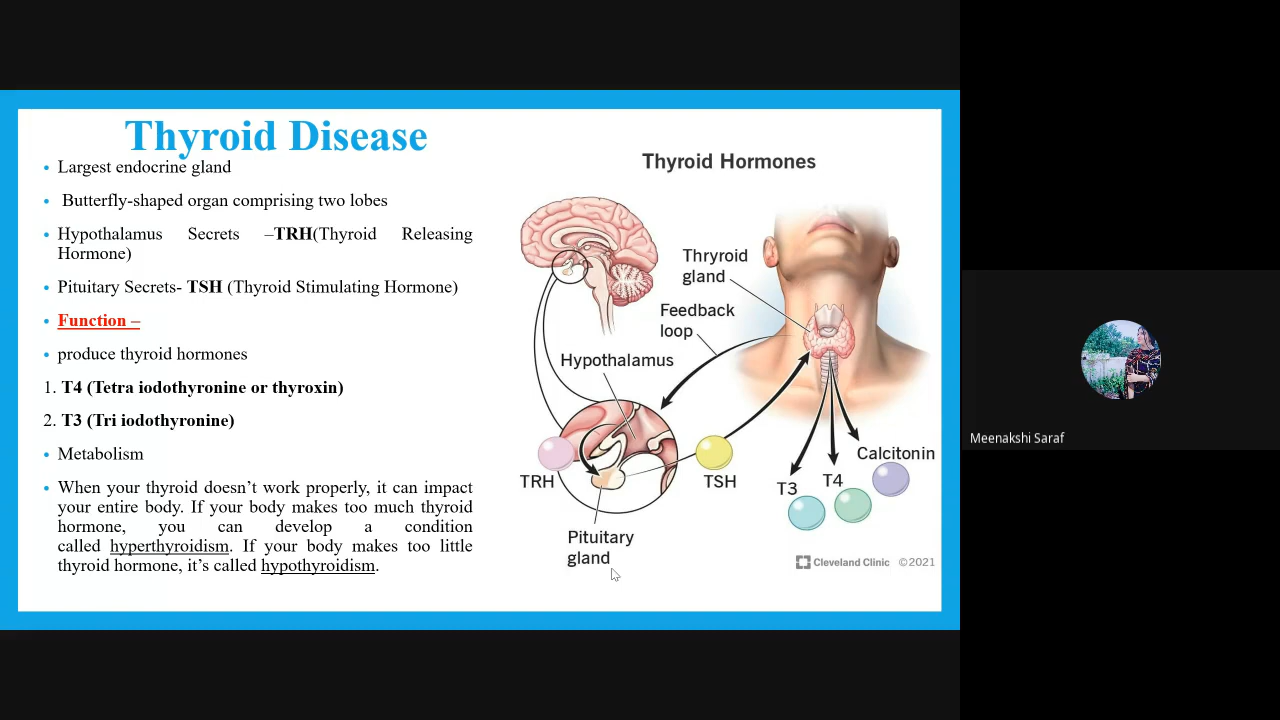 Thyroid Disease
• Largest endocrine gland
• Butterfly-shaped organ comprising two lobes
• Hypothalamus Secrets –TRH(Thyroid Releasing
Hormone)
• Pituitary Secrets- TSH (Thyroid Stimulating Hormone)
• Function –
• produce thyroid hormones
1. T4 (Tetra iodothyronine or thyroxin)
2. T3 (Tri iodothyronine)
• Metabolism
• When your thyroid doesn’t work properly, it can impact
your entire body. If your body makes too much thyroid
hormone, you can develop a condition
called hyperthyroidism. If your body makes too little
thyroid hormone, it’s called hypothyroidism.
Thyroid Hormones
Thryroid
gland
Feedback
loop
Hypothalamus
TRH
TSH
Pituitary
gland
Calcitonin
T3
T4
Cleveland Clinic ©2021
Meenakshi Saraf